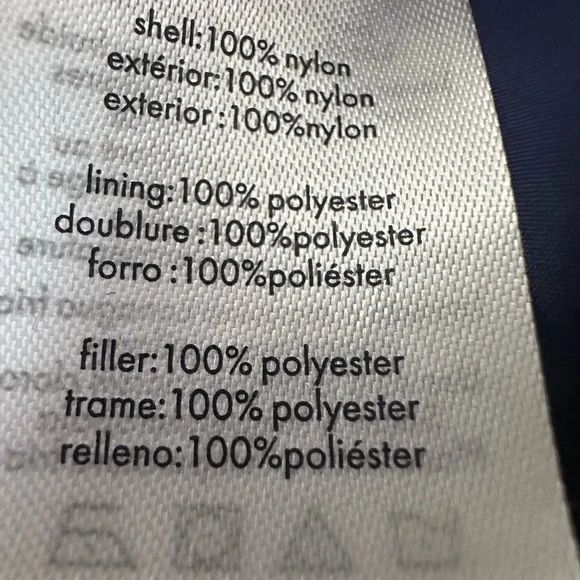 shell:100% nylon
extérior:100% nylon
exterior:100%nylon
lining:100% polyester
doublure:100%polyester
forro:100%poliéster
filler:100% polyester
trame:100% polyester
relleno:100%poliéster